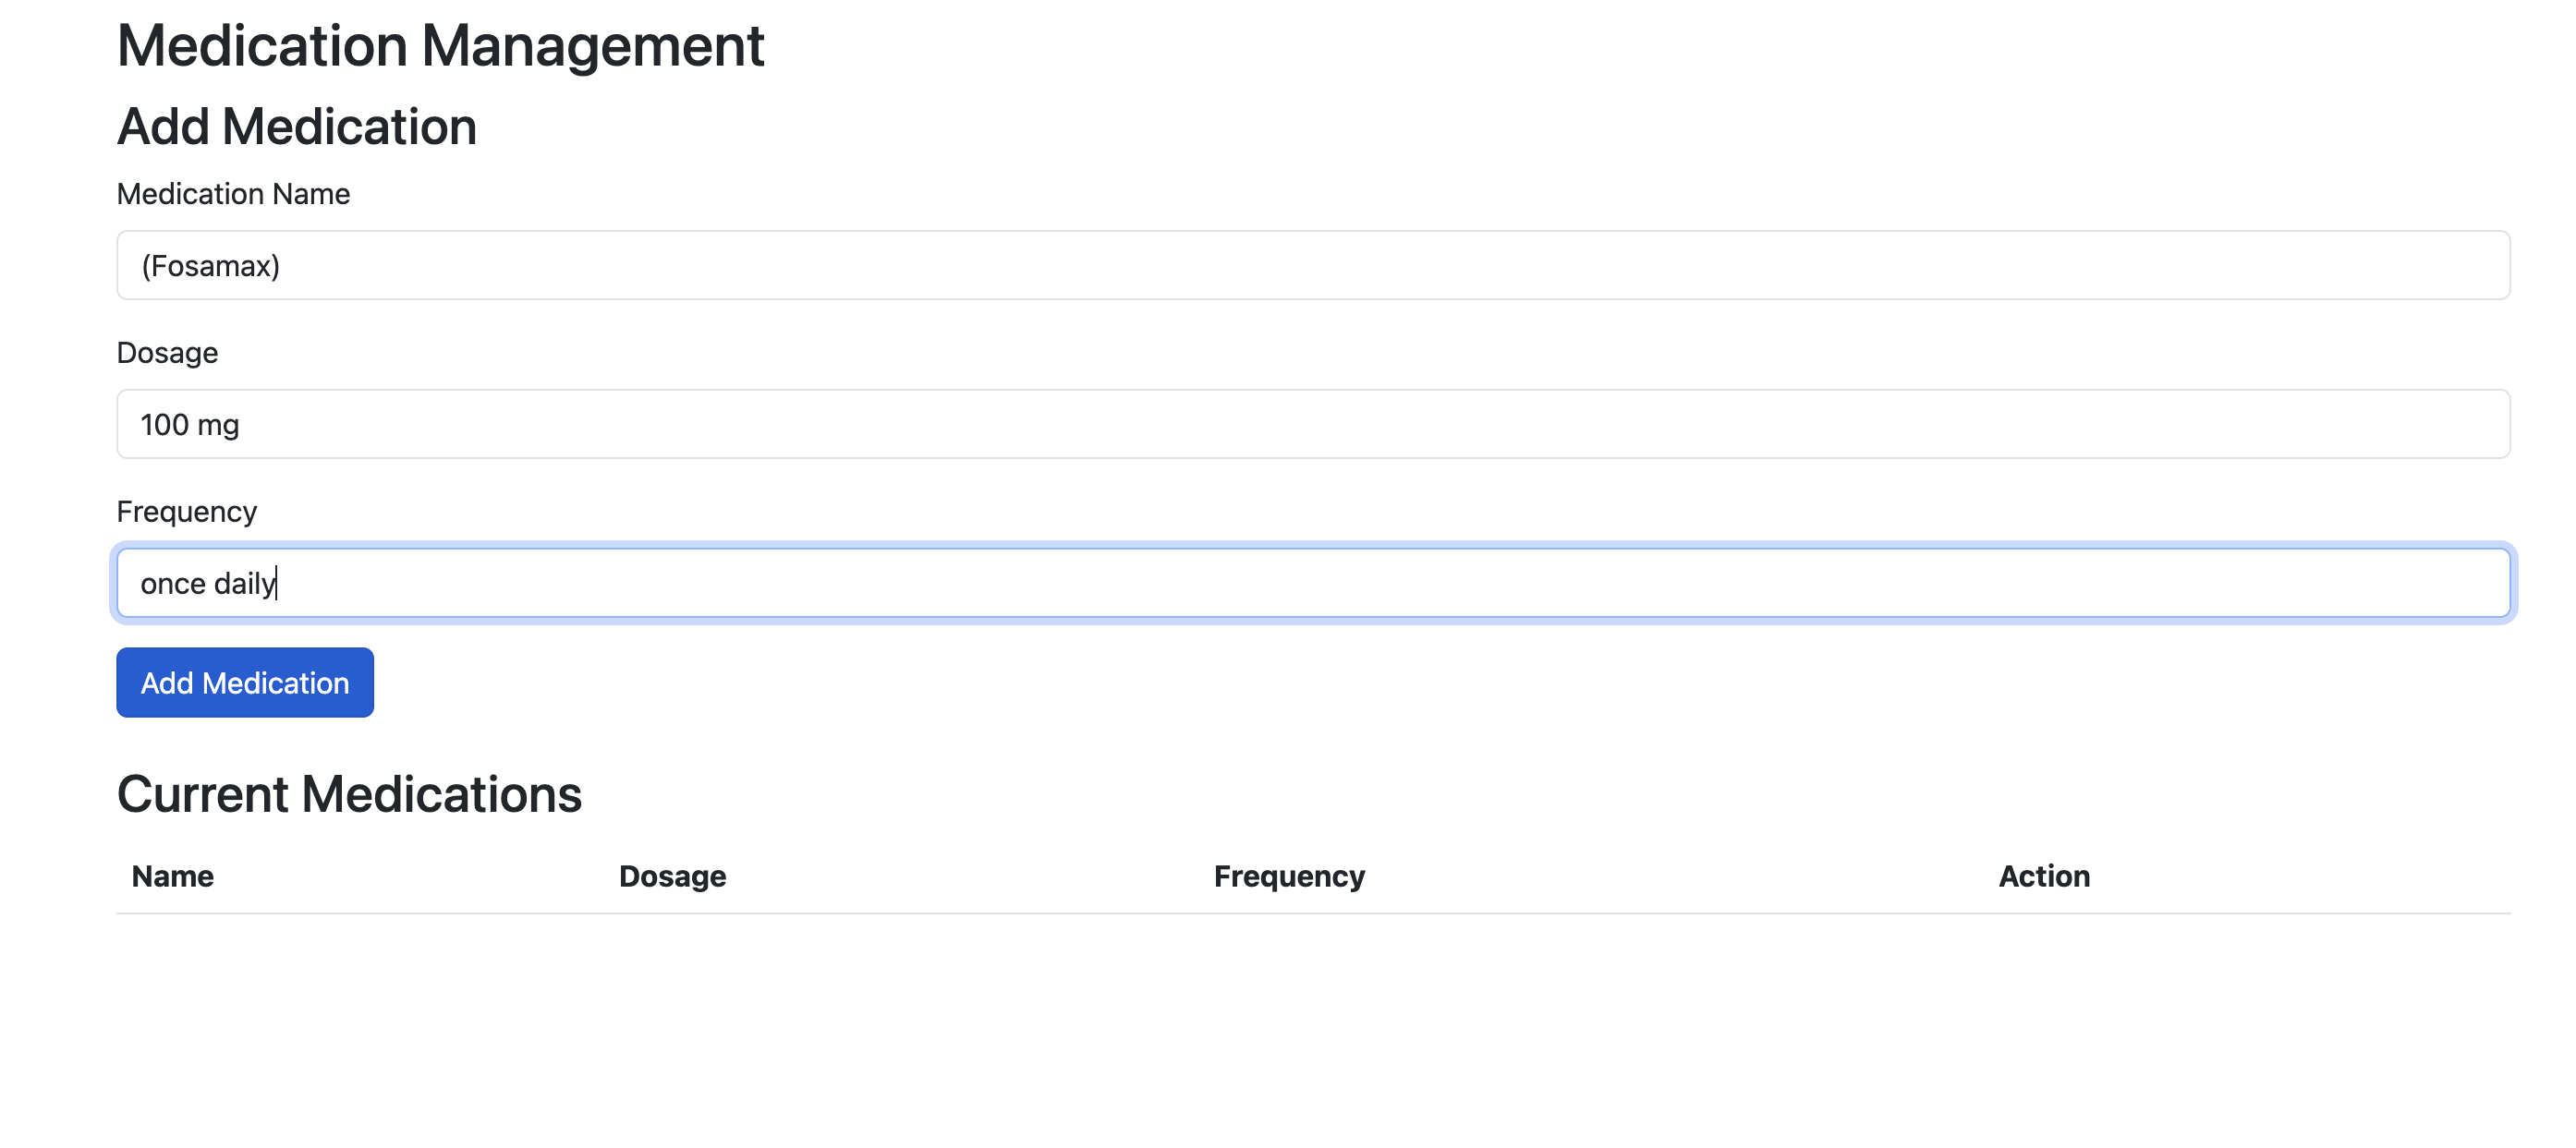 Medication Management
Add Medication
Medication Name
(Fosamax)
Dosage
100 mg
Frequency
once daily
Add Medication
Current Medications
Name Dosage Frequency Action